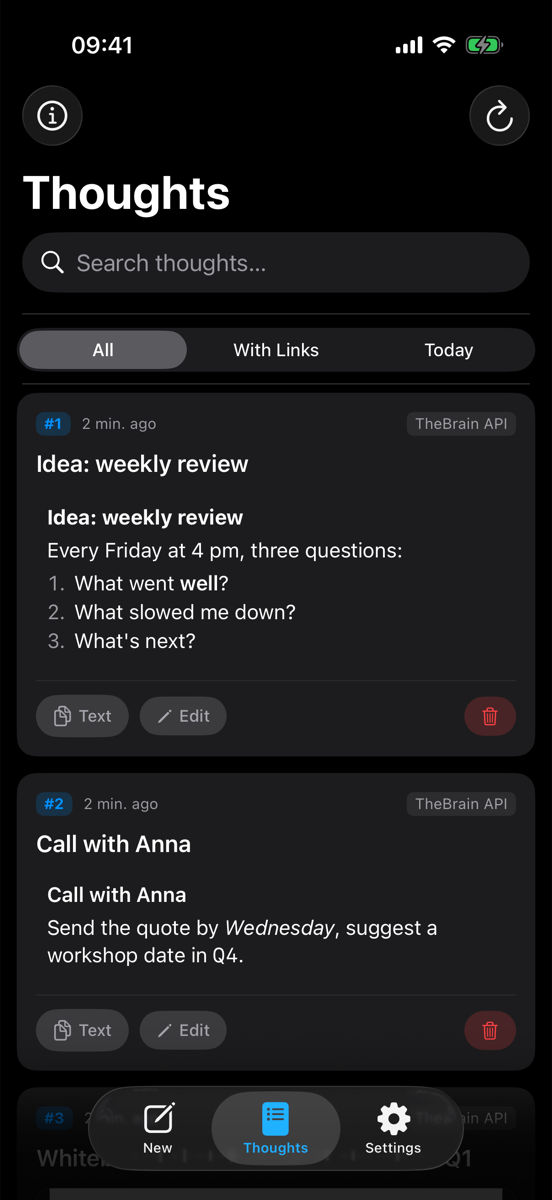 09:41
Thoughts
Search thoughts...
All
With Links
Today
#1 2 min. ago TheBrain API
Idea: weekly review
Idea: weekly review
Every Friday at 4 pm, three questions:
1. What went well?
2. What slowed me down?
3. What's next?
Text Edit
#2 2 min. ago TheBrain API
Call with Anna
Call with Anna
Send the quote by Wednesday, suggest a
workshop date in Q4.
Text Edit
#3
Q1
New
Thoughts
Settings